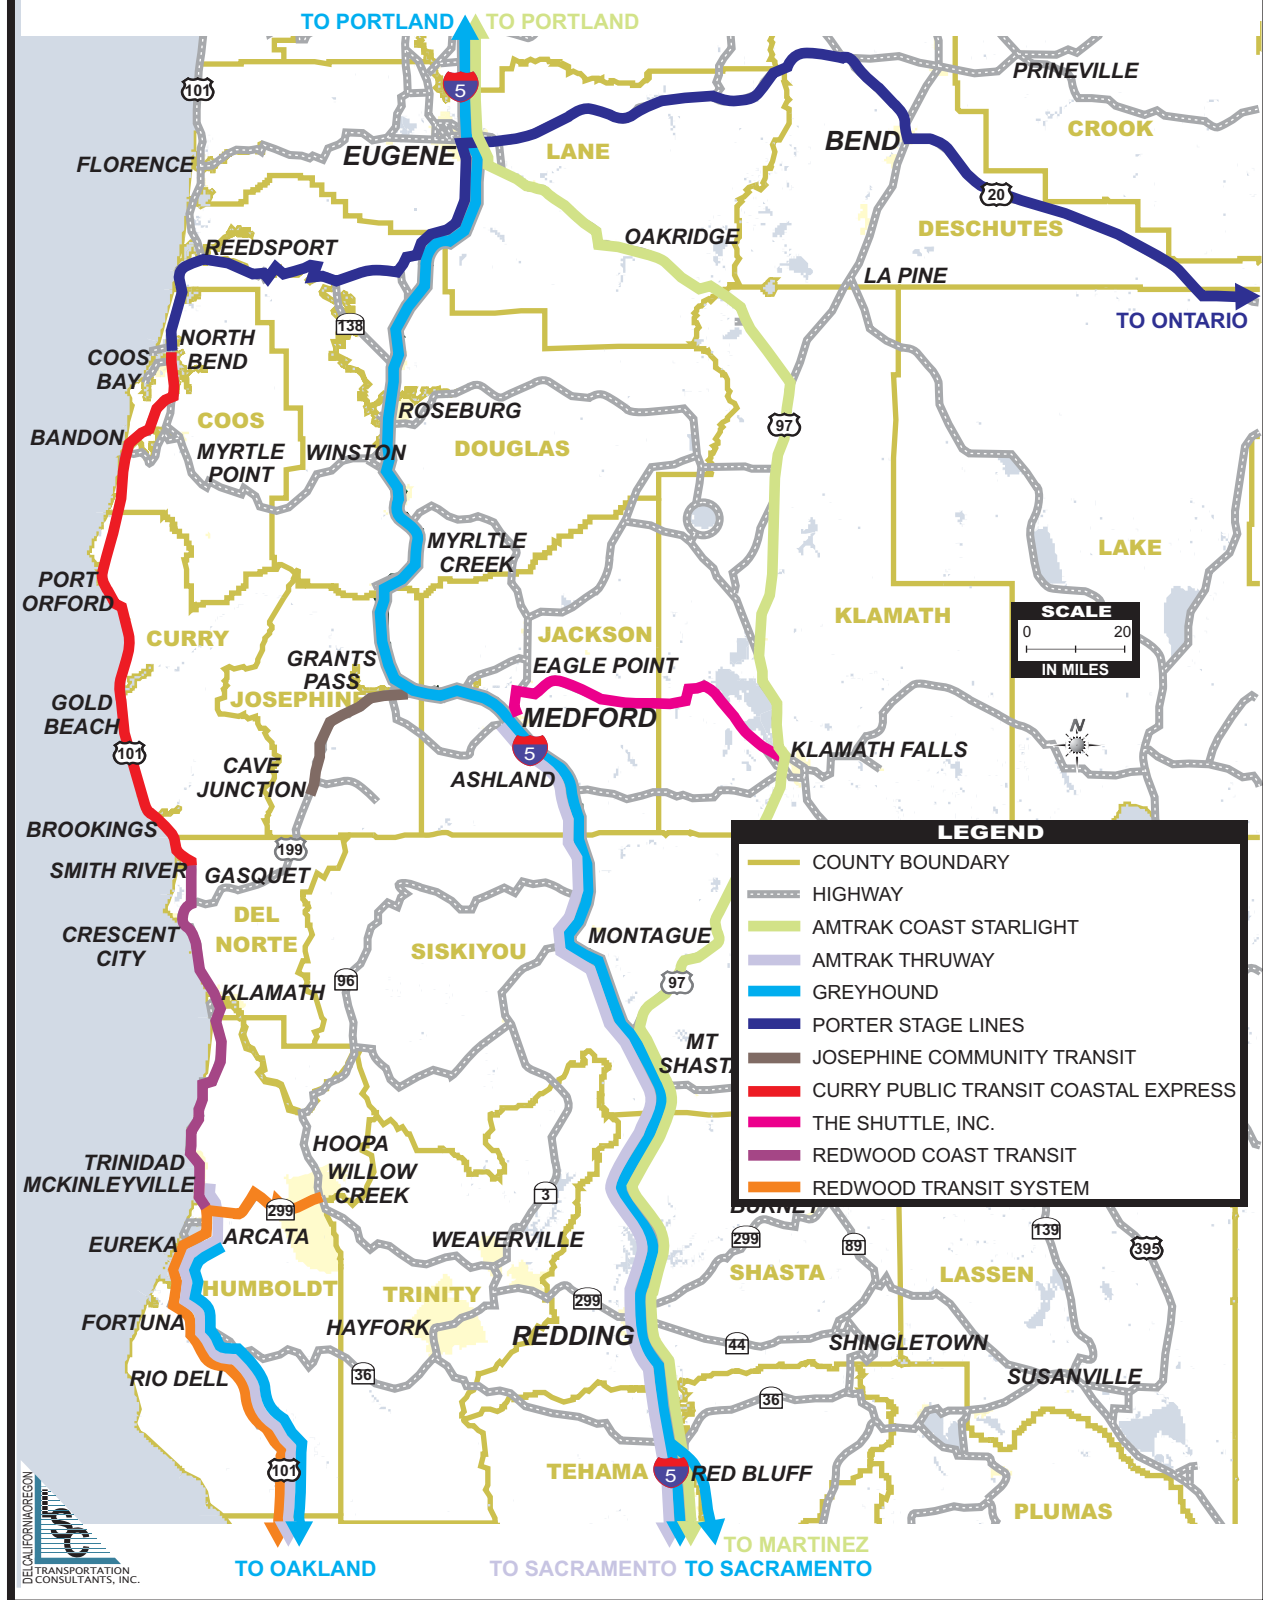 TO PORTLAND
TO PORTLAND
5
101
PRINEVILLE
CROOK
FLORENCE
EUGENE
LANE
BEND
20
DESCHUTES
REEDSPORT
OAKRIDGE
LA PINE
TO ONTARIO
138
NORTH
BEND
COOS
BAY
COOS
ROSEBURG
97
BANDON
MYRTLE
POINT
WINSTON
DOUGLAS
MYRLTLE
CREEK
LAKE
PORT
ORFORD
CURRY
JACKSON
KLAMATH
SCALE
0 20
IN MILES
GRANTS
PASS
EAGLE POINT
JOSEPHINE
GOLD
BEACH
MEDFORD
N
101
5
KLAMATH FALLS
CAVE
JUNCTION
ASHLAND
BROOKINGS
199
SMITH RIVER
GASQUET
DEL
NORTE
CRESCENT
CITY
SISKIYOU
MONTAGUE
96
97
KLAMATH
MT
SHASTA
LEGEND
COUNTY BOUNDARY
HIGHWAY
AMTRAK COAST STARLIGHT
AMTRAK THRUWAY
GREYHOUND
PORTER STAGE LINES
JOSEPHINE COMMUNITY TRANSIT
CURRY PUBLIC TRANSIT COASTAL EXPRESS
THE SHUTTLE, INC.
REDWOOD COAST TRANSIT
REDWOOD TRANSIT SYSTEM
HOOPA
TRINIDAD
MCKINLEYVILLE
WILLOW
CREEK
3
299
BURNEY
EUREKA
ARCATA
WEAVERVILLE
299
89
139
395
HUMBOLDT
TRINITY
SHASTA
LASSEN
299
FORTUNA
HAYFORK
REDDING
44
SHINGLETOWN
RIO DELL
36
36
SUSANVILLE
101
TEHAMA
5
RED BLUFF
PLUMAS
TO MARTINEZ
TO OAKLAND
TO SACRAMENTO
TO SACRAMENTO
DELCALIFORNIAOREGON
LSC
TRANSPORTATION
CONSULTANTS, INC.